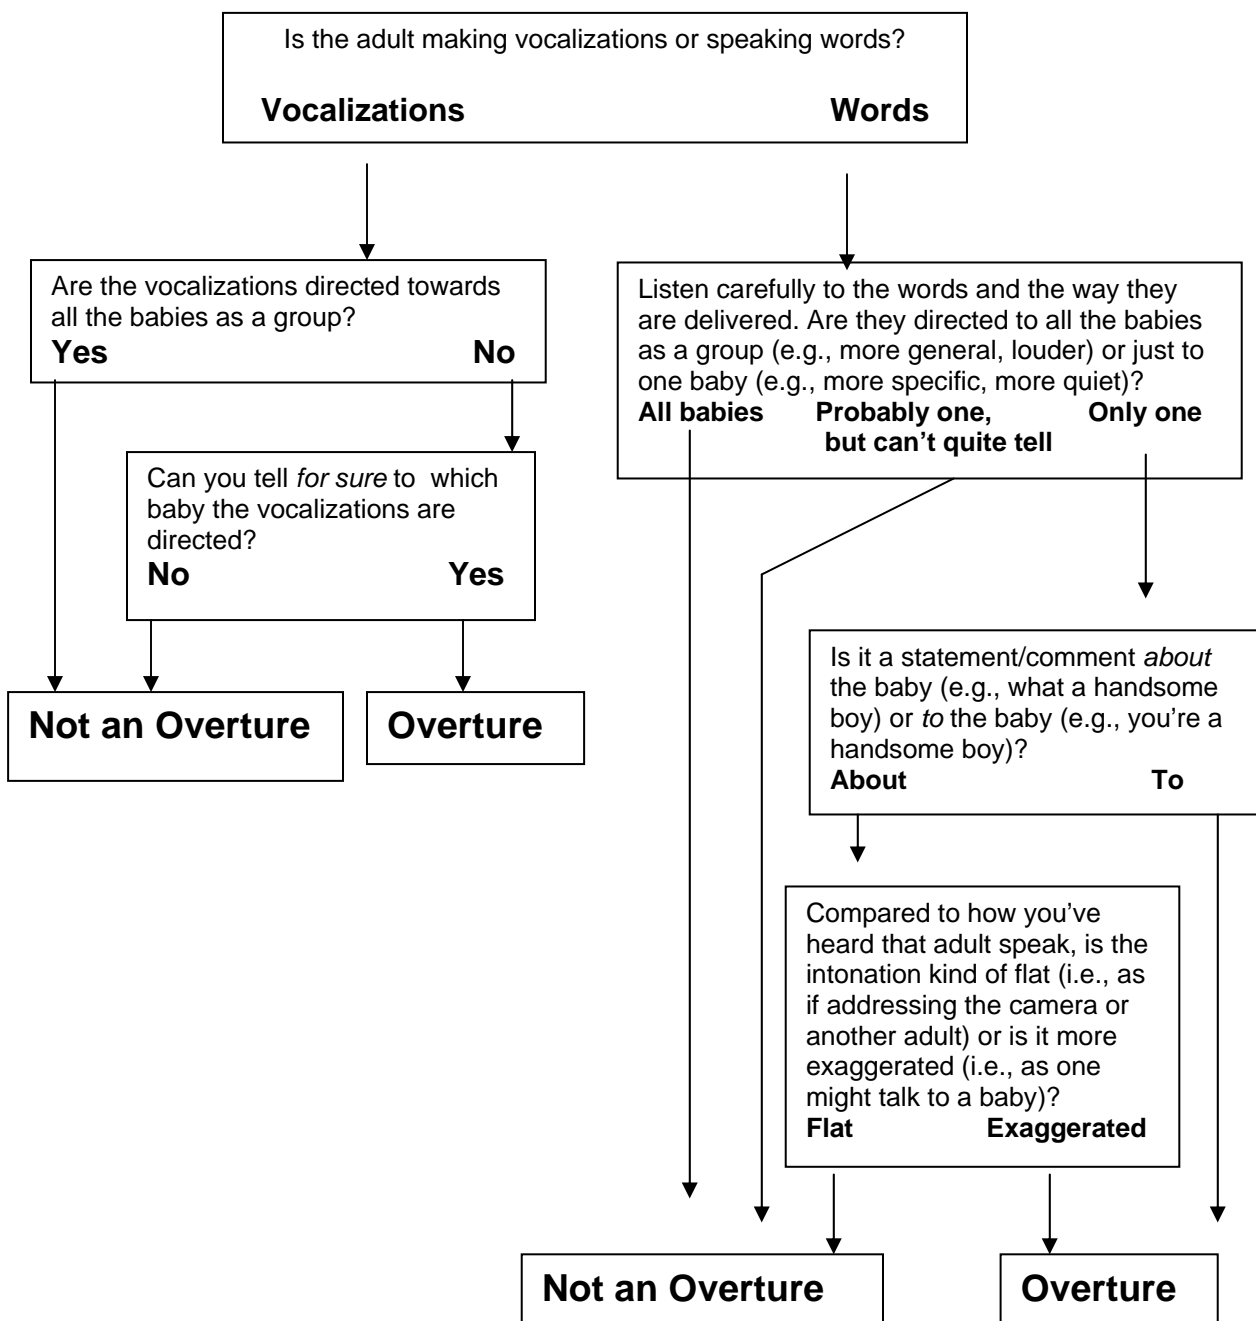 Is the adult making vocalizations or speaking words?
Vocalizations Words
Are the vocalizations directed towards
all the babies as a group?
Yes No
Can you tell for sure to which
baby the vocalizations are
directed?
No Yes
Not an Overture
Overture
Listen carefully to the words and the way they
are delivered. Are they directed to all the babies
as a group (e.g., more general, louder) or just to
one baby (e.g., more specific, more quiet)?
All babies Probably one, Only one
but can’t quite tell
Is it a statement/comment about
the baby (e.g., what a handsome
boy) or to the baby (e.g., you’re a
handsome boy)?
About To
Compared to how you’ve
heard that adult speak, is the
intonation kind of flat (i.e., as
if addressing the camera or
another adult) or is it more
exaggerated (i.e., as one
might talk to a baby)?
Flat Exaggerated
Not an Overture
Overture